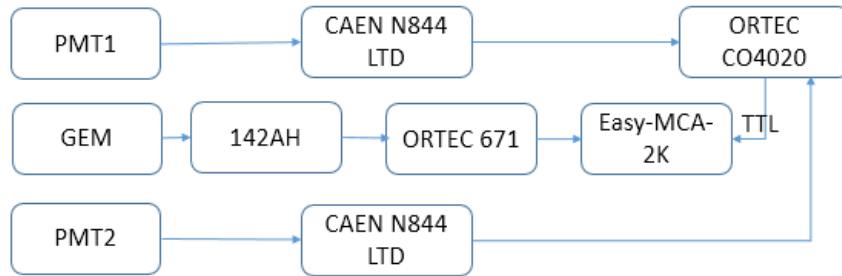 PMT1
CAEN N844
LTD
ORTEC
CO4020
GEM
142AH
ORTEC 671
Easy-MCA-
2K
TTL
PMT2
CAEN N844
LTD